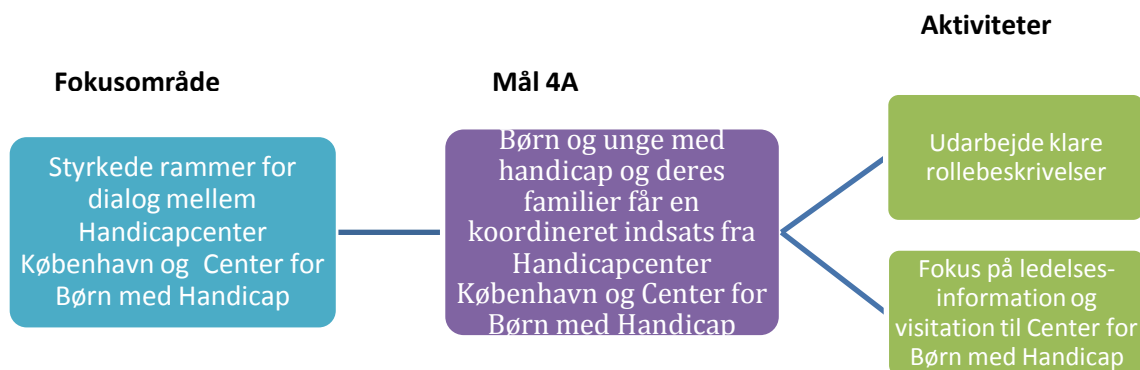 Fokusområde
Styrkede rammer for
dialog mellem
Handicapcenter
København og Center for
Børn med Handicap
Mål 4A
Børn og unge med
handicap og deres
familier får en
koordineret indsats fra
Handicapcenter
København og Center for
Børn med Handicap
Aktiviteter
Udarbejde klare
rollebeskrivelser
Fokus på ledelses-
information og
visitation til Center for
Børn med Handicap